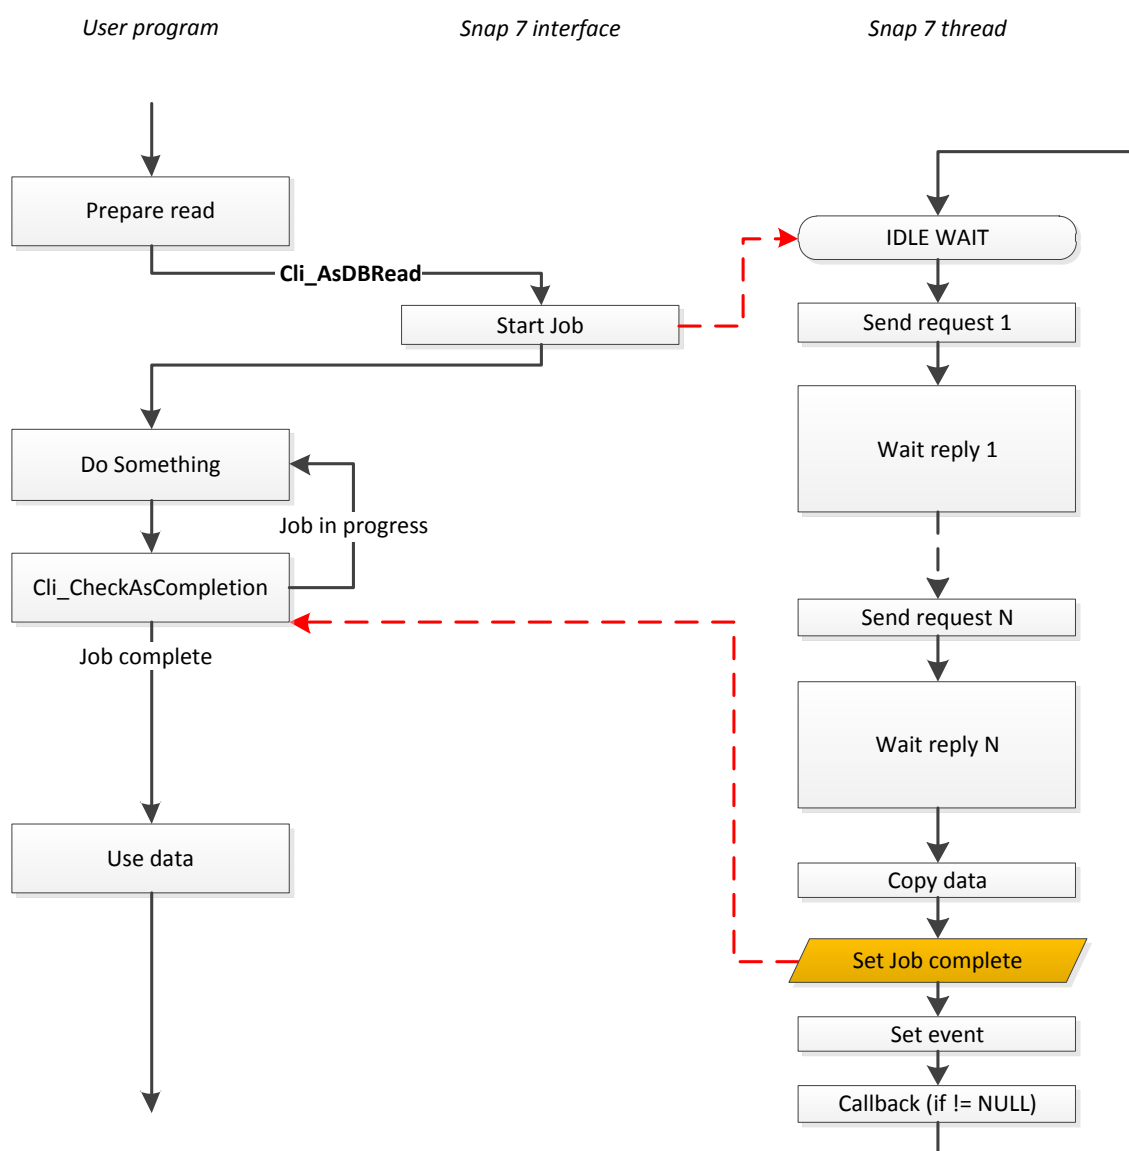 User program
Snap 7 interface
Snap 7 thread
Prepare read
IDLE WAIT
Cli_AsDBRead
Start Job
Send request 1
Do Something
Wait reply 1
Job in progress
Cli_CheckAsCompletion
Send request N
Job complete
Wait reply N
Use data
Copy data
Set Job complete
Set event
Callback (if != NULL)